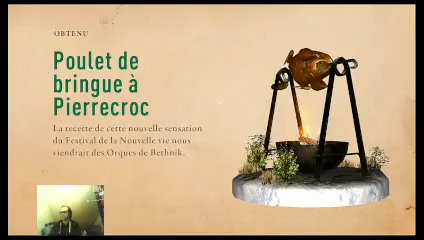 OBTENU
Poulet de
bringue à
Pierrecroc
La recette de cette nouvelle sensation
du Festival de la Nouvelle vie nous
viendrait des Orques de Bethnik.